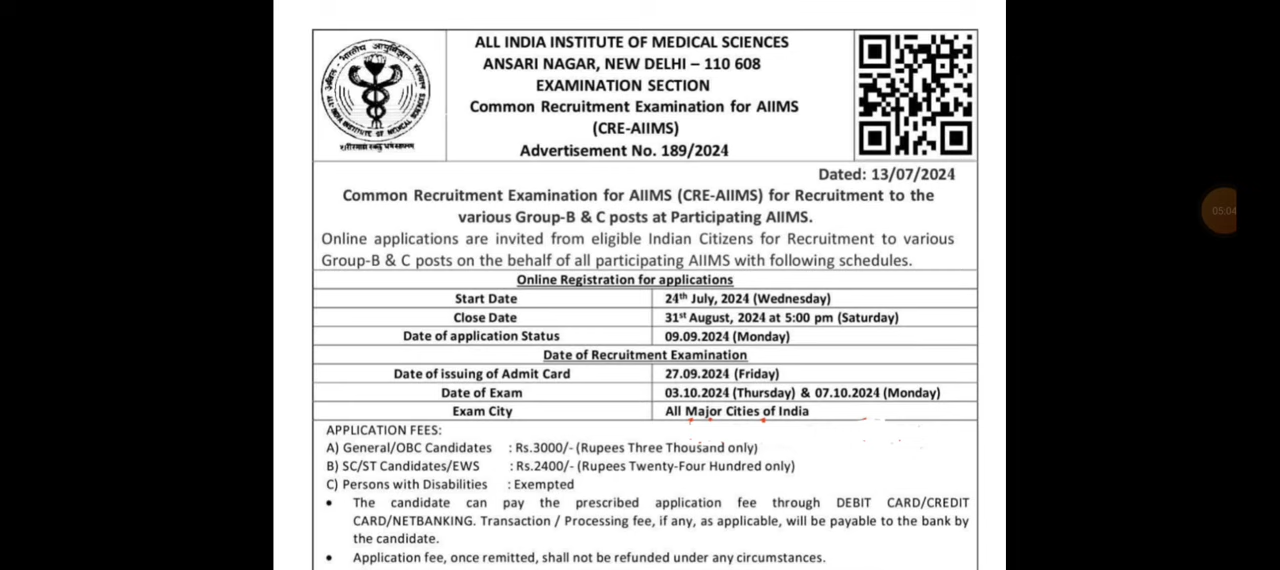 ALL INDIA INSTITUTE OF MEDICAL SCIENCES
ANSARI NAGAR, NEW DELHI – 110 608
EXAMINATION SECTION
Common Recruitment Examination for AIIMS
(CRE-AIIMS)
Advertisement No. 189/2024
Dated: 13/07/2024
Common Recruitment Examination for AIIMS (CRE-AIIMS) for Recruitment to the
various Group-B & C posts at Participating AIIMS.
Online applications are invited from eligible Indian Citizens for Recruitment to various
Group-B & C posts on the behalf of all participating AIIMS with following schedules.
Online Registration for applications
Start Date 24th July, 2024 (Wednesday)
Close Date 31st August, 2024 at 5:00 pm (Saturday)
Date of application Status 09.09.2024 (Monday)
Date of Recruitment Examination
Date of issuing of Admit Card 27.09.2024 (Friday)
Date of Exam 03.10.2024 (Thursday) & 07.10.2024 (Monday)
Exam City All Major Cities of India
APPLICATION FEES:
A) General/OBC Candidates : Rs.3000/- (Rupees Three Thousand only)
B) SC/ST Candidates/EWS : Rs.2400/- (Rupees Twenty-Four Hundred only)
C) Persons with Disabilities : Exempted
• The candidate can pay the prescribed application fee through DEBIT CARD/CREDIT
CARD/NETBANKING. Transaction / Processing fee, if any, as applicable, will be payable to the bank by
the candidate.
• Application fee, once remitted, shall not be refunded under any circumstances.
05:04